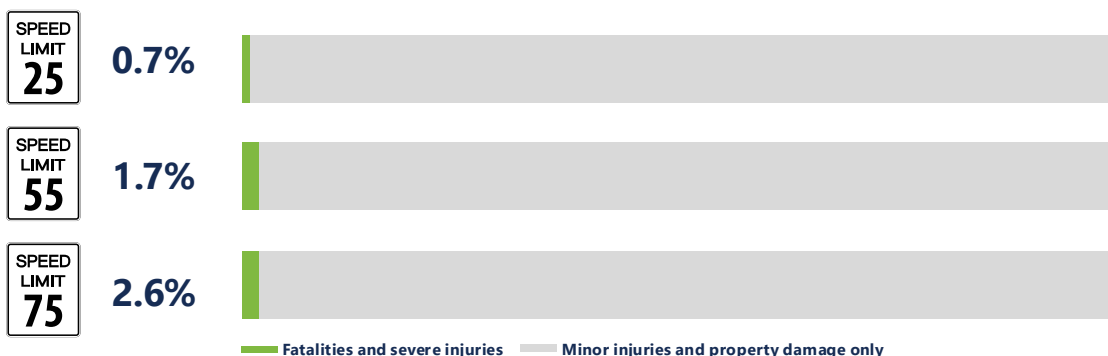 SPEED
LIMIT
25
0.7%
SPEED
LIMIT
55
1.7%
SPEED
LIMIT
75
2.6%
Fatalities and severe injuries Minor injuries and property damage only